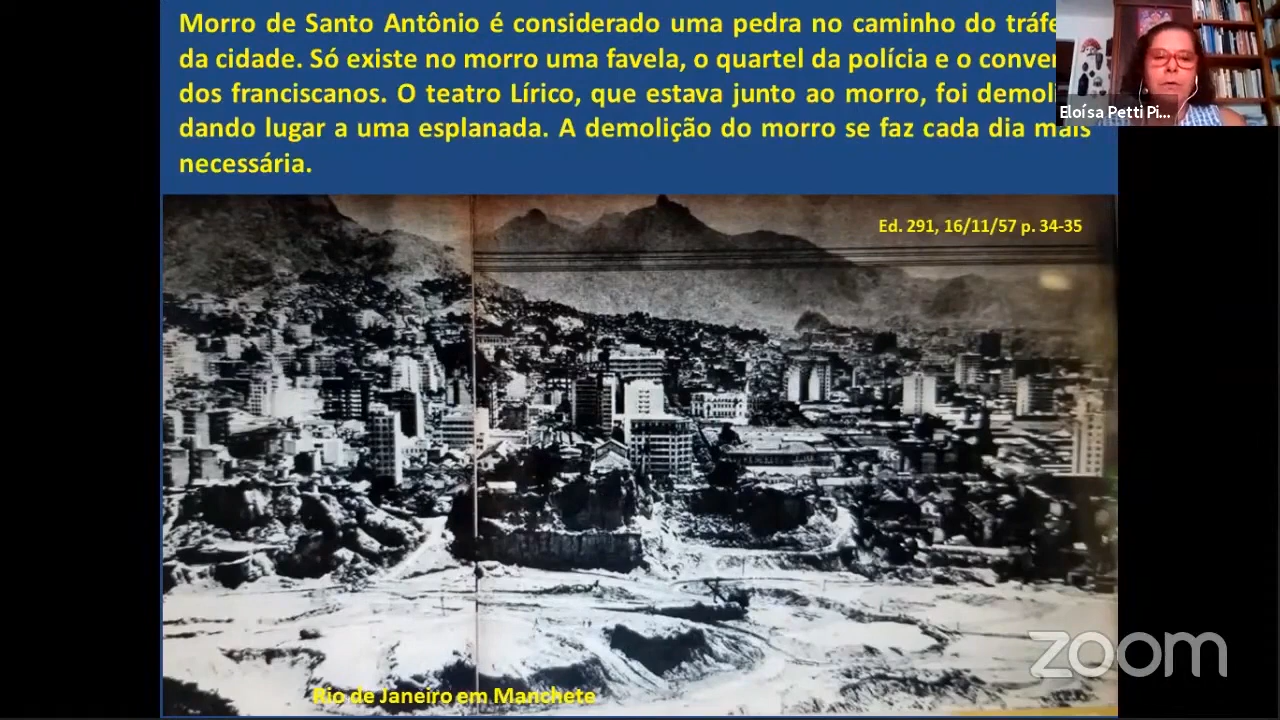 Morro de Santo Antônio é considerado uma pedra no caminho do
da cidade. Só existe no morro uma favela, o quartel da polícia e o
dos franciscanos. O teatro Lírico, que estava junto ao morro, foi
dando lugar a uma esplanada. A demolição do morro se faz cada dia mais
necessária.
Eloísa Petti Pi...
Ed. 291, 16/11/57 p. 34-35
zoom
Rio de Janeiro em Manchete